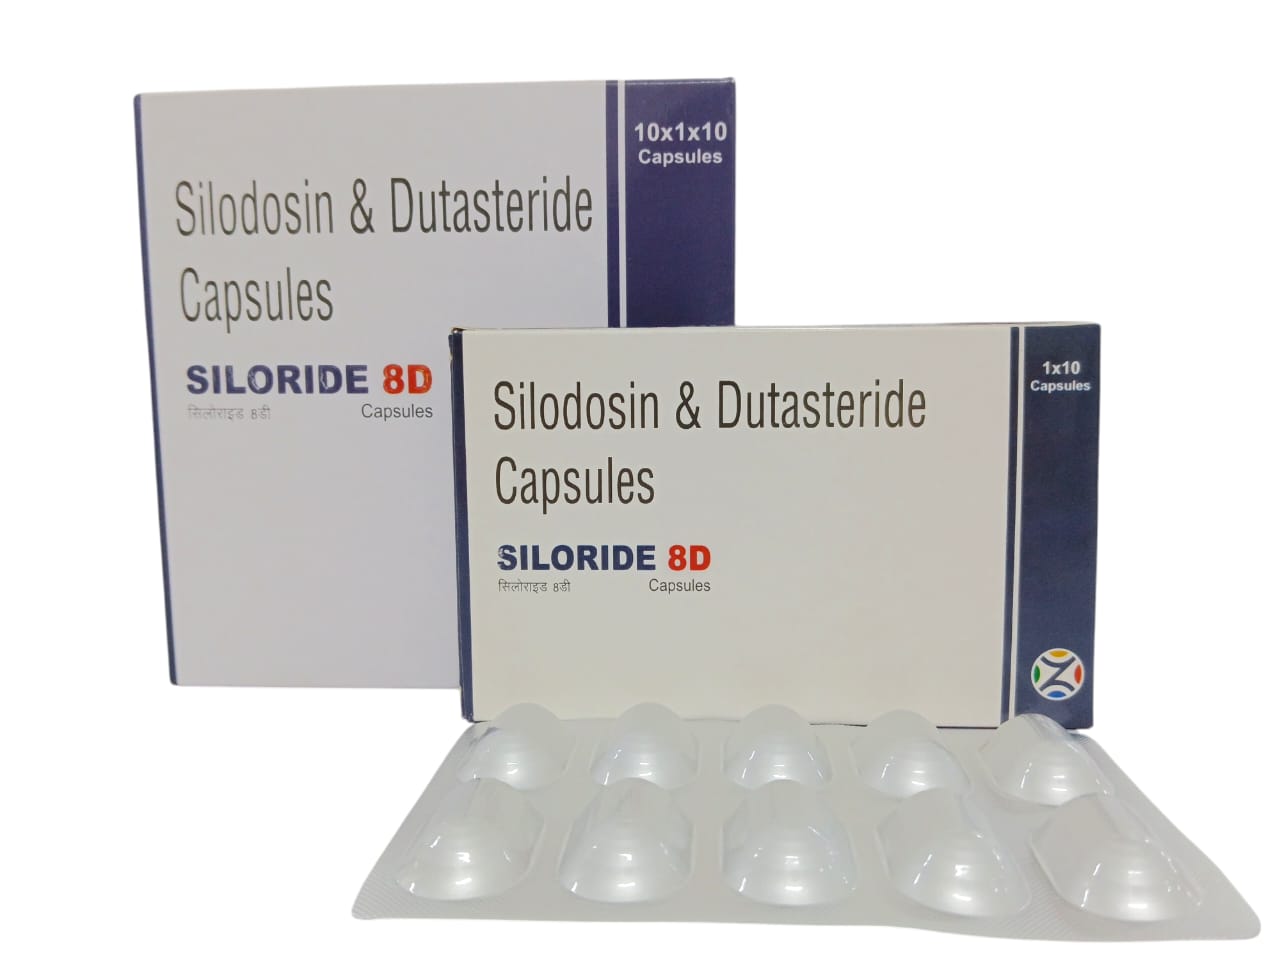 10x1x10
Capsules
Silodosin & Dutasteride
Capsules
SILORIDE 8D
सिलोराइड 8डी
Capsules
1x10
Capsules
Silodosin & Dutasteride
Capsules
SILORIDE 8D
सिलोराइड 8डी
Capsules
Z